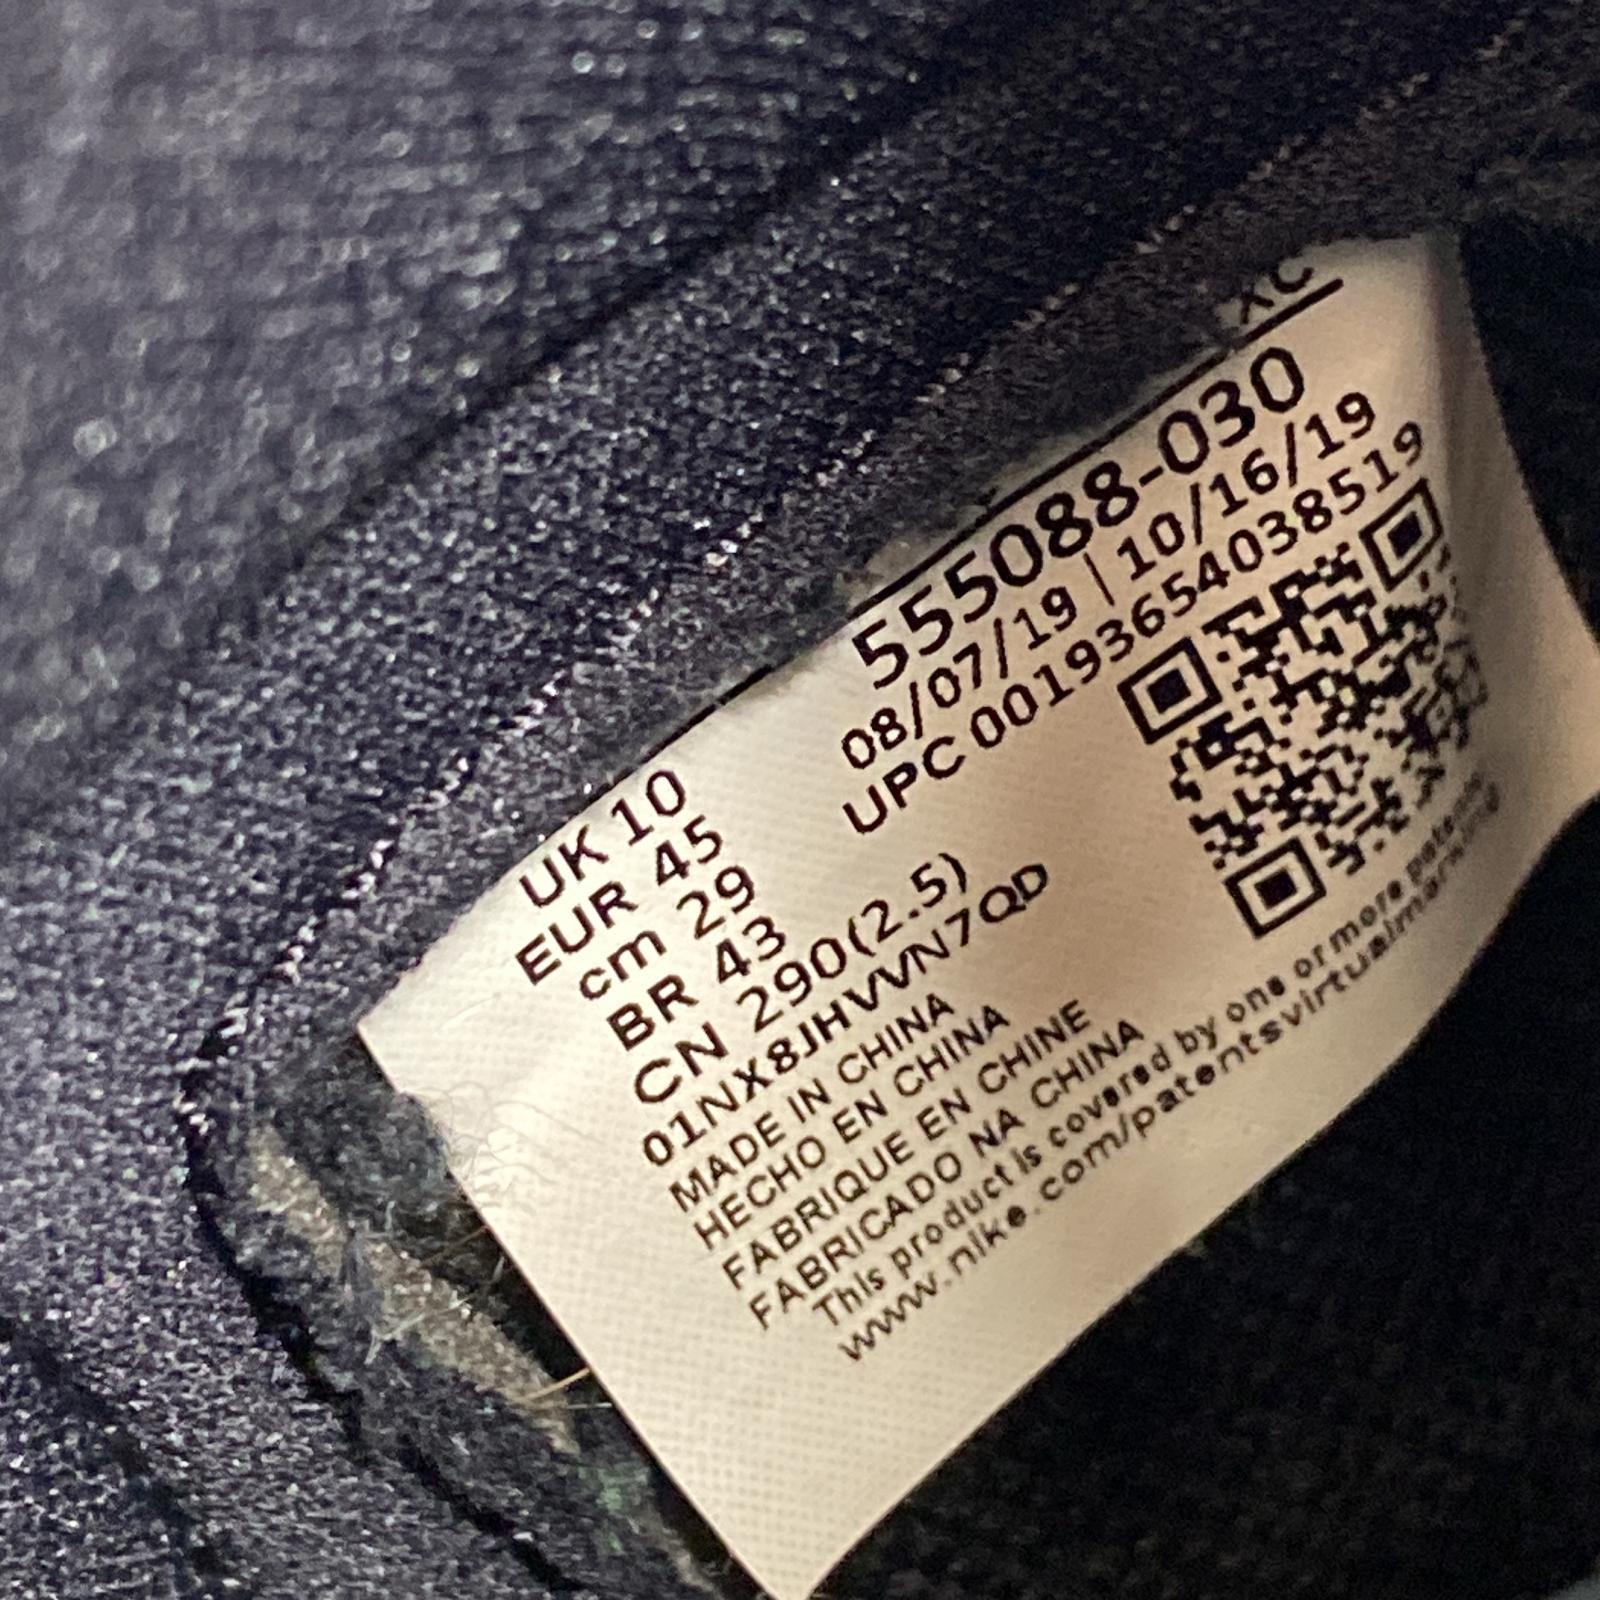 XC
555088-030
08/07/19 | 10/16/19
UPC 00193654038519
UK 10
EUR 45
cm 29
BR 43
CN 290(2.5)
01NX8JHVVN7QD
MADE IN CHINA
HECHO EN CHINA
FABRIQUE EN CHINE
FABRICADO NA CHINA
This product is covered by one or more patents.
www.nike.com/patentsvirtualmarking